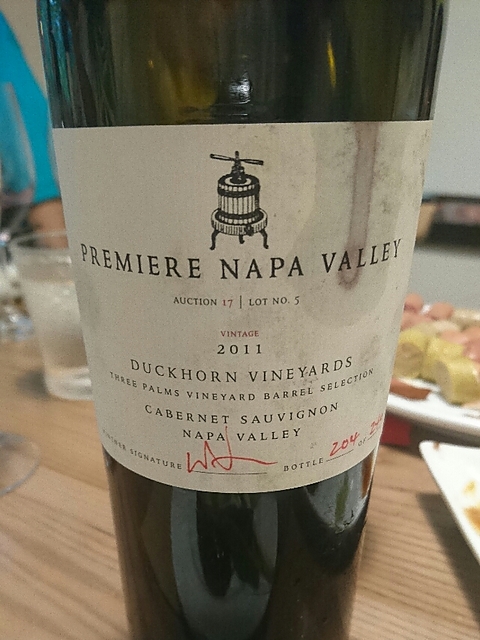 PREMIERE NAPA VALLEY
AUCTION 17 | LOT NO. 5
VINTAGE
2011
DUCKHORN VINEYARDS
THREE PALMS VINEYARD BARREL SELECTION
CABERNET SAUVIGNON
NAPA VALLEY
SIGNATURE BOTTLE 204 OF